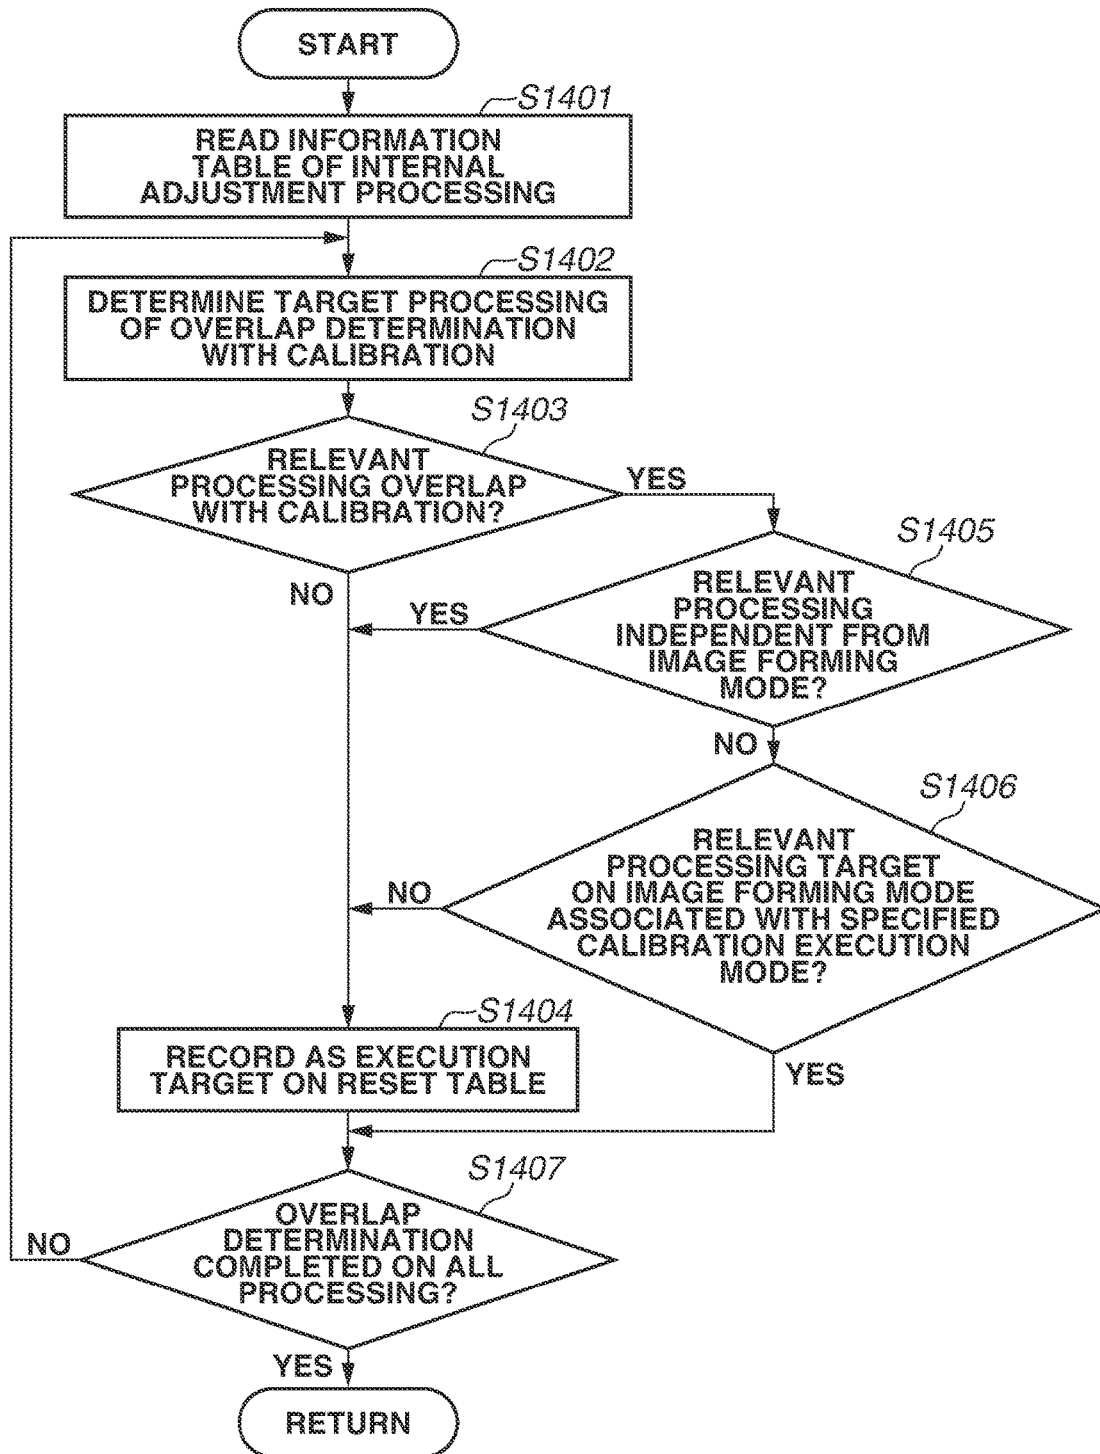 START
S1401
READ INFORMATION
TABLE OF INTERNAL
ADJUSTMENT PROCESSING
S1402
DETERMINE TARGET PROCESSING
OF OVERLAP DETERMINATION
WITH CALIBRATION
S1403
RELEVANT
PROCESSING OVERLAP
WITH CALIBRATION?
YES
NO
S1405
RELEVANT
PROCESSING
INDEPENDENT FROM
IMAGE FORMING
MODE?
YES
NO
S1406
RELEVANT
PROCESSING TARGET
ON IMAGE FORMING MODE
ASSOCIATED WITH SPECIFIED
CALIBRATION EXECUTION
MODE?
NO
YES
S1404
RECORD AS EXECUTION
TARGET ON RESET TABLE
S1407
OVERLAP
DETERMINATION
COMPLETED ON ALL
PROCESSING?
NO
YES
RETURN